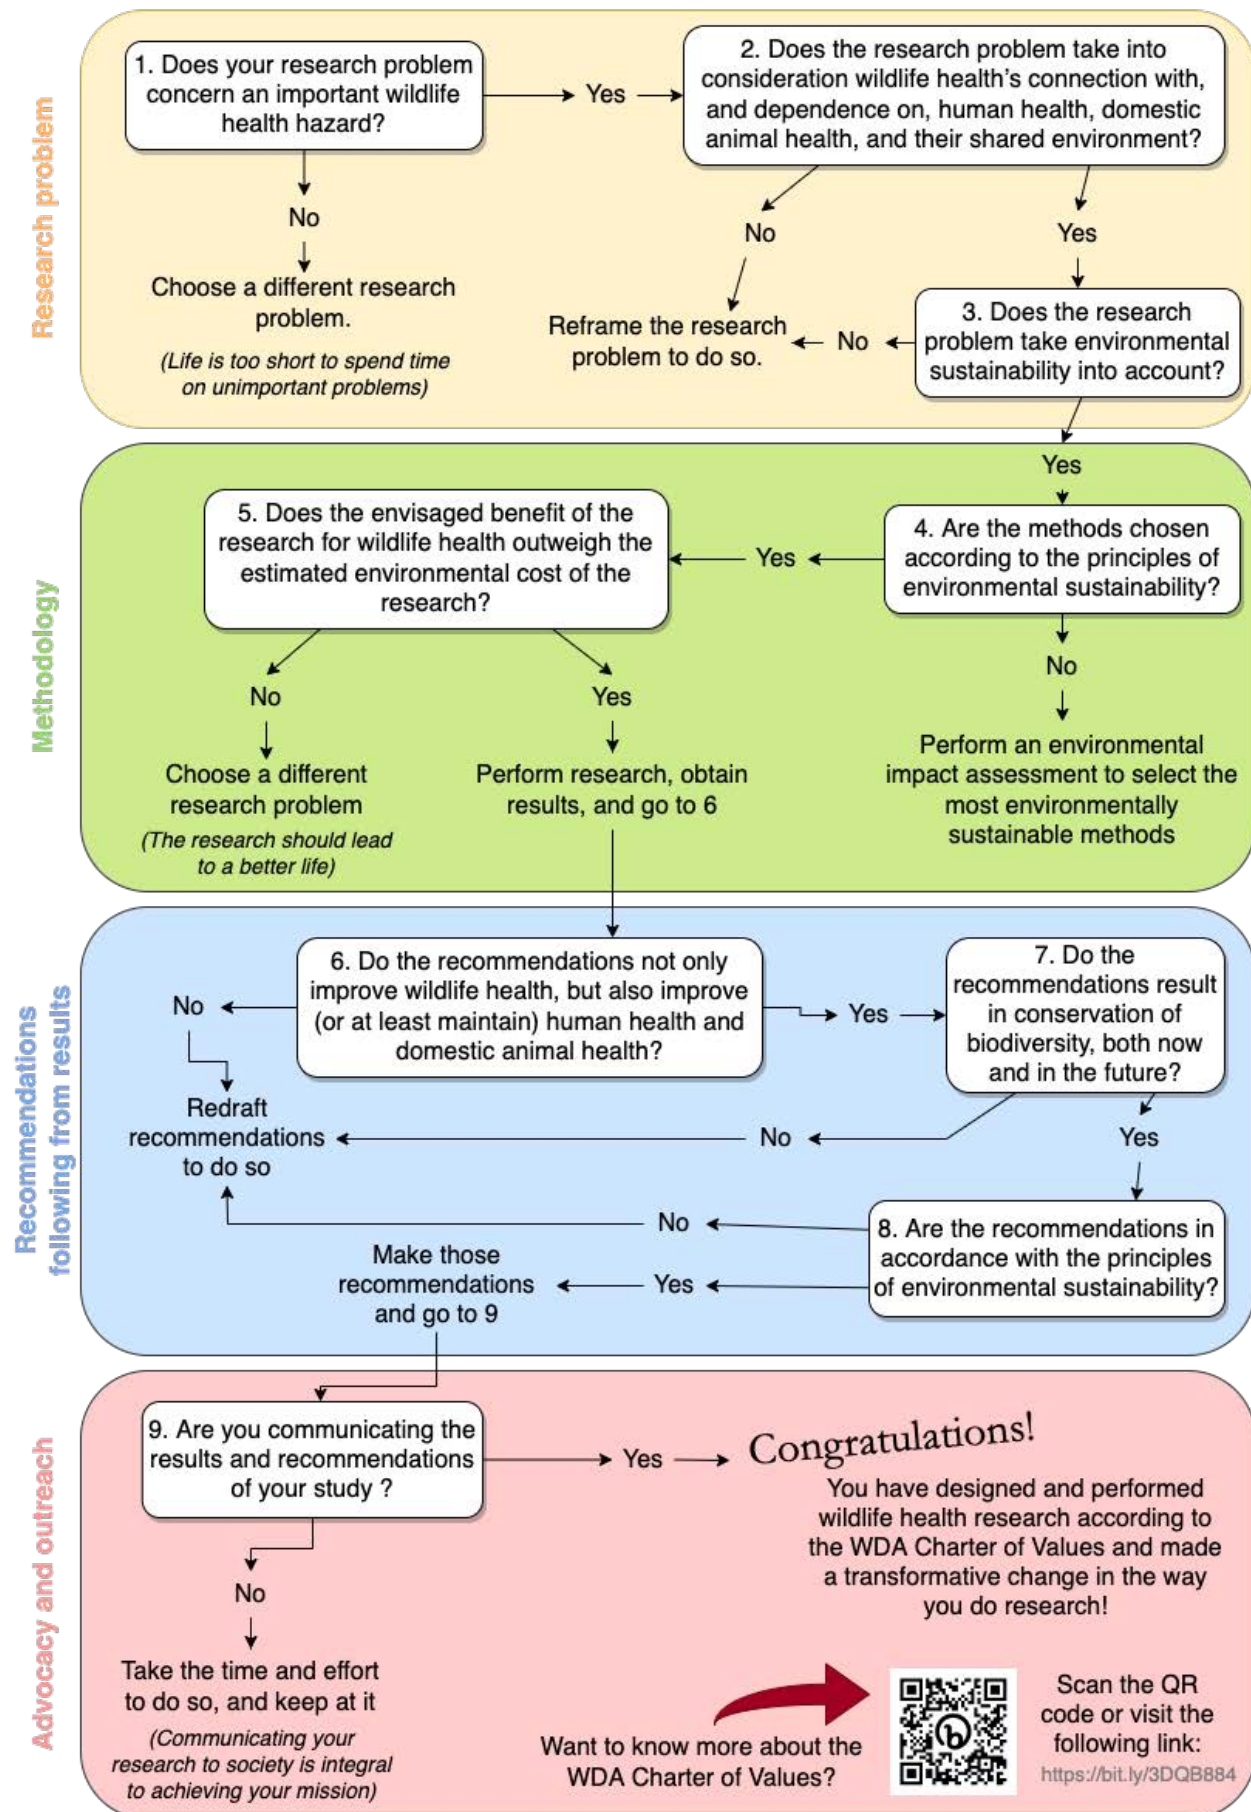 Research problem
1. Does your research problem
concern an important wildlife
health hazard?
Yes
2. Does the research problem take into
consideration wildlife health's connection with,
and dependence on, human health, domestic
animal health, and their shared environment?
No
Choose a different research
problem.
(Life is too short to spend time
on unimportant problems)
No
Yes
Reframe the research
problem to do so.
No
3. Does the research
problem take environmental
sustainability into account?
Methodology
Yes
4. Are the methods chosen
according to the principles of
environmental sustainability?
Yes
5. Does the envisaged benefit of the
research for wildlife health outweigh the
estimated environmental cost of the
research?
No
Perform an environmental
impact assessment to select the
most environmentally
sustainable methods
No
Choose a different
research problem
(The research should lead
to a better life)
Yes
Perform research, obtain
results, and go to 6
Recommendations
following from results
6. Do the recommendations not only
improve wildlife health, but also improve
(or at least maintain) human health and
domestic animal health?
No
Yes
7. Do the
recommendations result
in conservation of
biodiversity, both now
and in the future?
Redraft
recommendations
to do so
No
Yes
8. Are the recommendations in
accordance with the principles
of environmental sustainability?
No
Yes
Make those
recommendations
and go to 9
Advocacy and outreach
9. Are you communicating the
results and recommendations
of your study ?
Yes
Congratulations!
You have designed and performed
wildlife health research according to
the WDA Charter of Values and made
a transformative change in the way
you do research!
No
Take the time and effort
to do so, and keep at it
(Communicating your
research to society is integral
to achieving your mission)
Want to know more about the
WDA Charter of Values?
Scan the QR
code or visit the
following link:
https://bit.ly/3DQB884